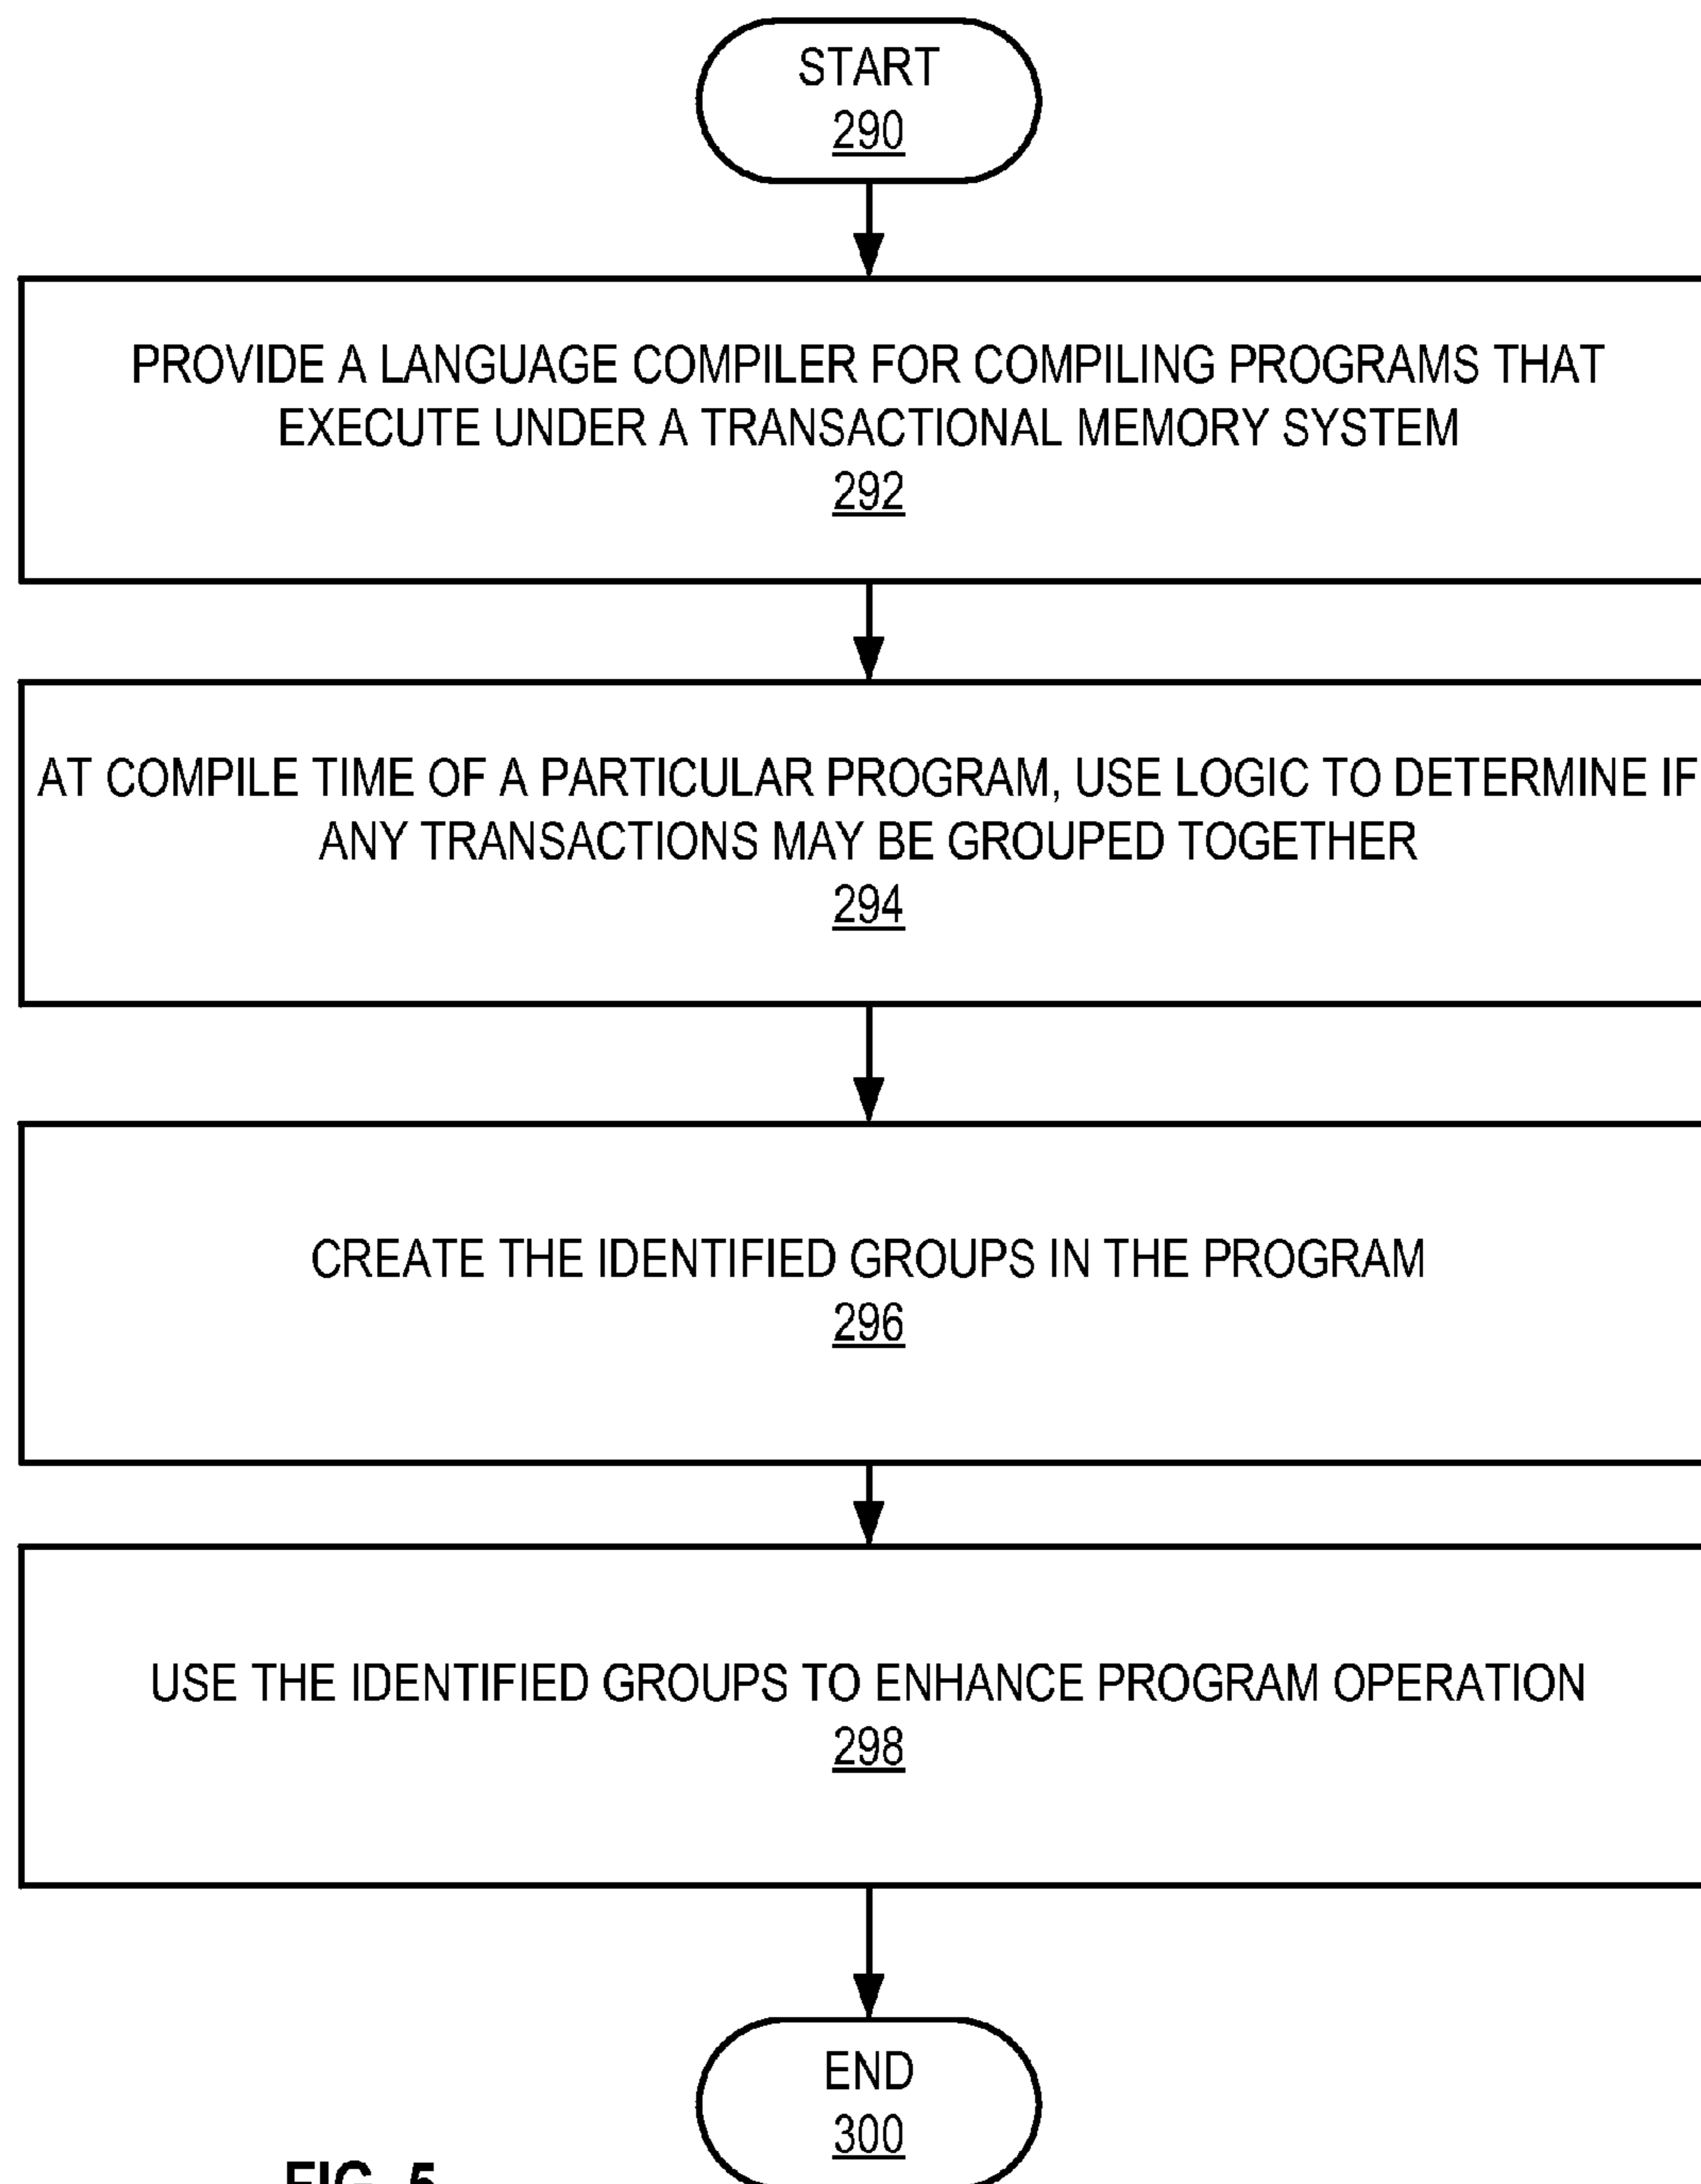 START
290
PROVIDE A LANGUAGE COMPILER FOR COMPILING PROGRAMS THAT
EXECUTE UNDER A TRANSACTIONAL MEMORY SYSTEM
292
AT COMPILE TIME OF A PARTICULAR PROGRAM, USE LOGIC TO DETERMINE IF
ANY TRANSACTIONS MAY BE GROUPED TOGETHER
294
CREATE THE IDENTIFIED GROUPS IN THE PROGRAM
296
USE THE IDENTIFIED GROUPS TO ENHANCE PROGRAM OPERATION
298
END
300
FIG. 5